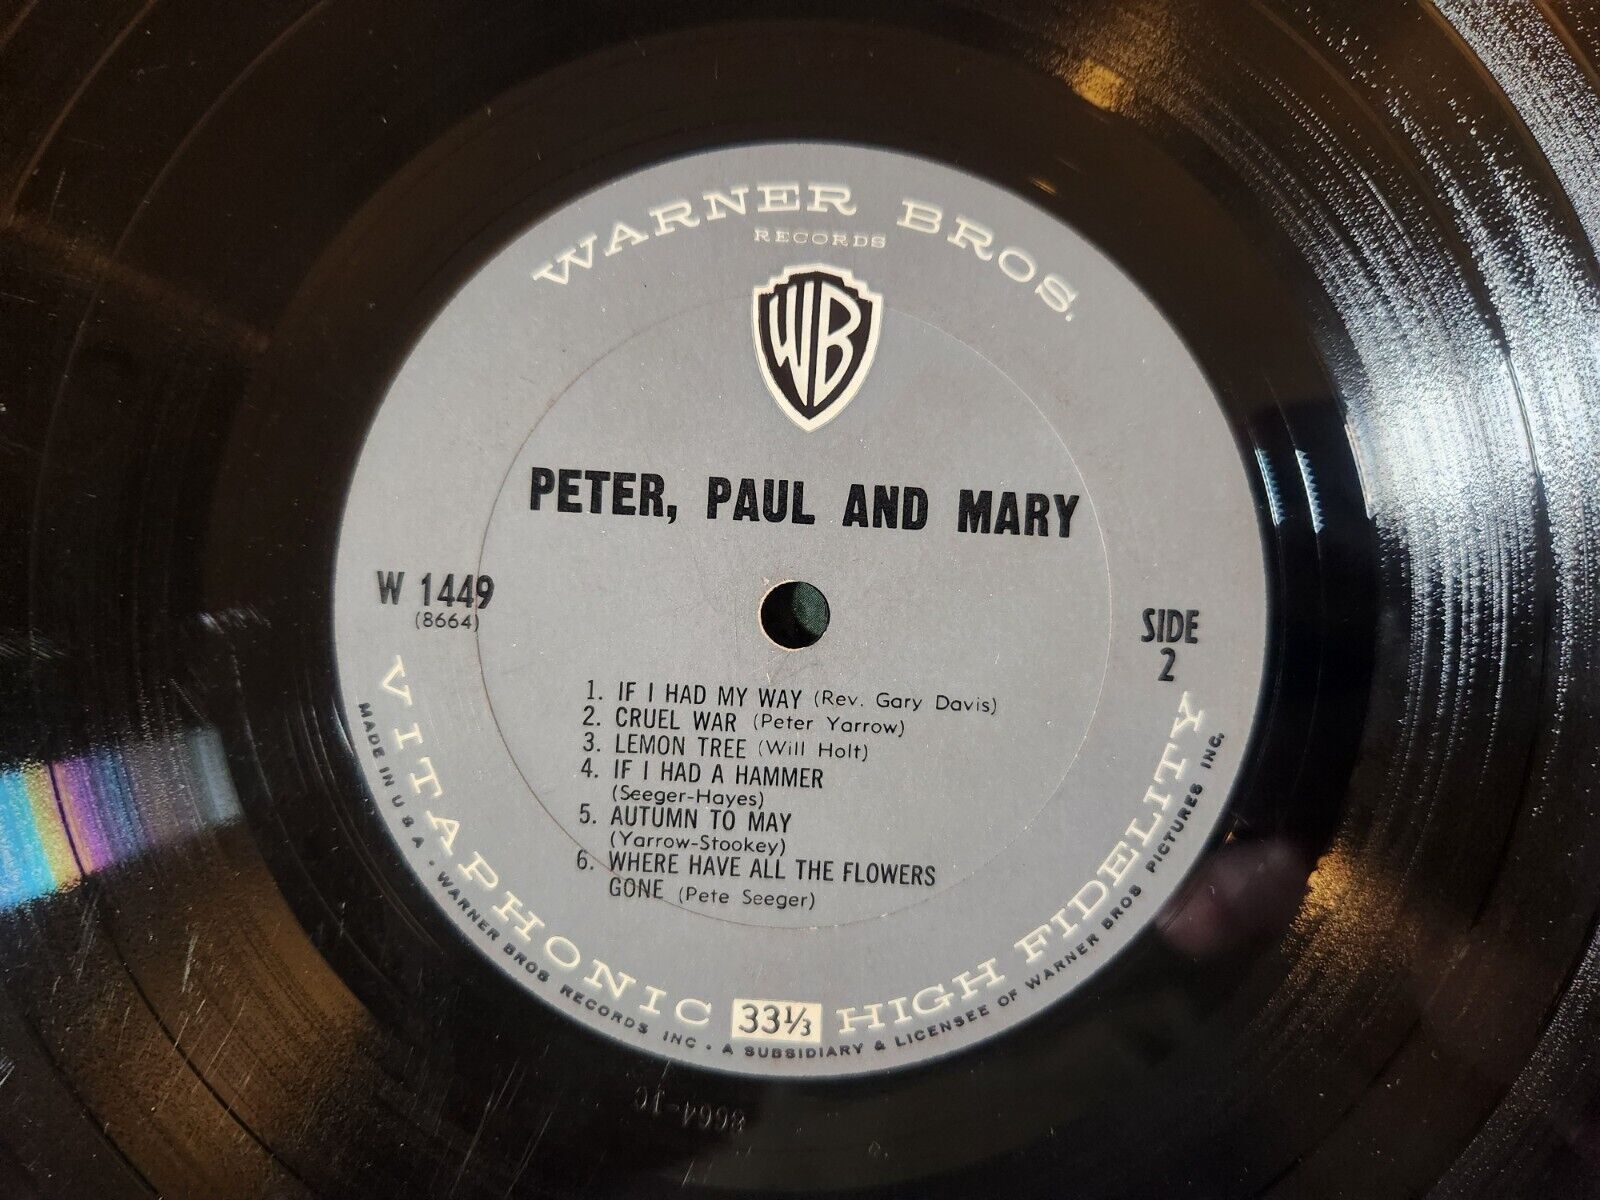 WARNER BROS.
RECORDS
WB
PETER, PAUL AND MARY
W 1449
(8664)
SIDE
2
1. IF I HAD MY WAY (Rev. Gary Davis)
2. CRUEL WAR (Peter Yarrow)
3. LEMON TREE (Will Holt)
4. IF I HAD A HAMMER
(Seeger-Hayes)
5. AUTUMN TO MAY
(Yarrow-Stookey)
6. WHERE HAVE ALL THE FLOWERS
GONE (Pete Seeger)
VITAPHONIC 33⅓ HIGH FIDELITY
MADE IN U S A • WARNER BROS RECORDS INC • A SUBSIDIARY & LICENSEE OF WARNER BROS PICTURES INC.
8664-1C